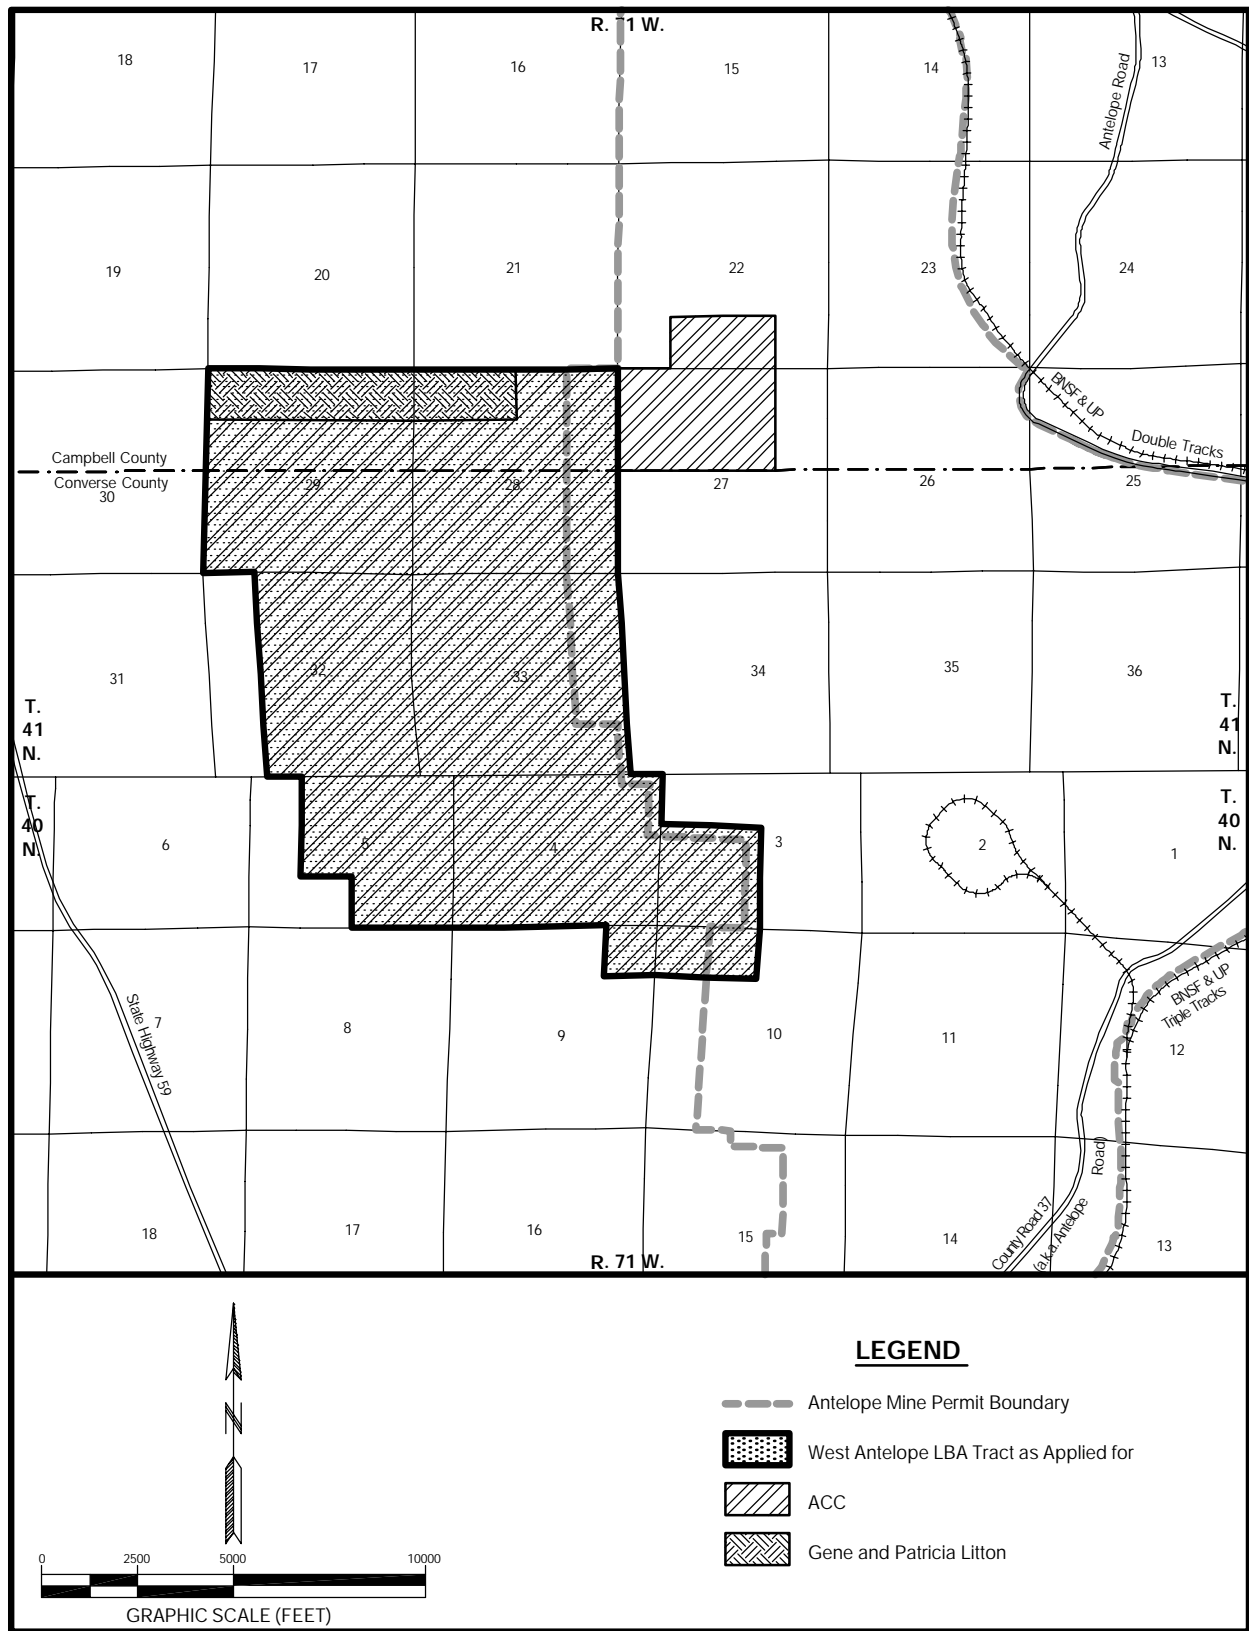 R. 71 W.
18
17
16
15
14
13
Antelope Road
19
20
21
22
23
24
BNSF & UP
Double Tracks
Campbell County
Converse County
30
29
28
27
26
25
31
32
33
34
35
36
T.
41
N.
T.
41
N.
T.
40
N.
T.
40
N.
6
5
4
3
2
1
State Highway 59
7
8
9
10
11
12
BNSF & UP
Triple Tracks
18
17
16
15
14
13
County Road 37
(a.k.a. Antelope
Road)
R. 71 W.
LEGEND
Antelope Mine Permit Boundary
West Antelope LBA Tract as Applied for
ACC
Gene and Patricia Litton
N
0 2500 5000 10000
GRAPHIC SCALE (FEET)